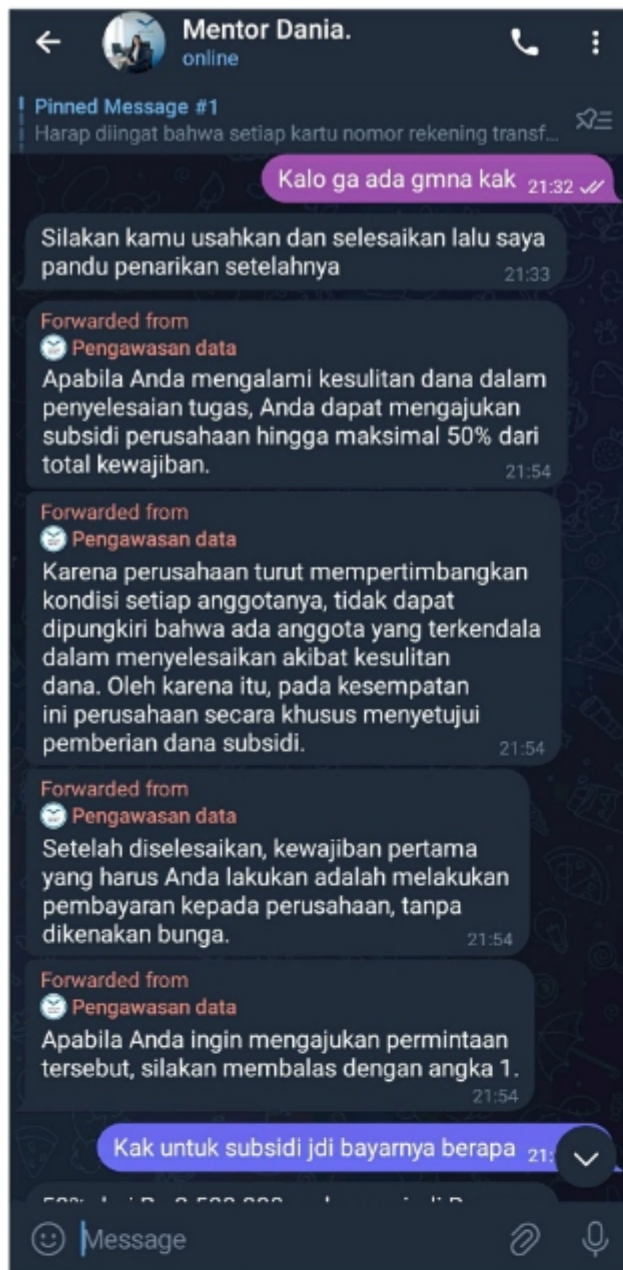 Mentor Dania.
online
Pinned Message #1
Harap diingat bahwa setiap kartu nomor rekening transf...
Kalo ga ada gmna kak 21:32
Silakan kamu usahkan dan selesaikan lalu saya
pandu penarikan setelahnya
21:33
Forwarded from
Pengawasan data
Apabila Anda mengalami kesulitan dana dalam
penyelesaian tugas, Anda dapat mengajukan
subsidi perusahaan hingga maksimal 50% dari
total kewajiban.
21:54
Forwarded from
Pengawasan data
Karena perusahaan turut mempertimbangkan
kondisi setiap anggotanya, tidak dapat
dipungkiri bahwa ada anggota yang terkendala
dalam menyelesaikan akibat kesulitan
dana. Oleh karena itu, pada kesempatan
ini perusahaan secara khusus menyetujui
pemberian dana subsidi.
21:54
Forwarded from
Pengawasan data
Setelah diselesaikan, kewajiban pertama
yang harus Anda lakukan adalah melakukan
pembayaran kepada perusahaan, tanpa
dikenakan bunga.
21:54
Forwarded from
Pengawasan data
Apabila Anda ingin mengajukan permintaan
tersebut, silakan membalas dengan angka 1.
21:54
Kak untuk subsidi jdi bayarnya berapa 21:
Message